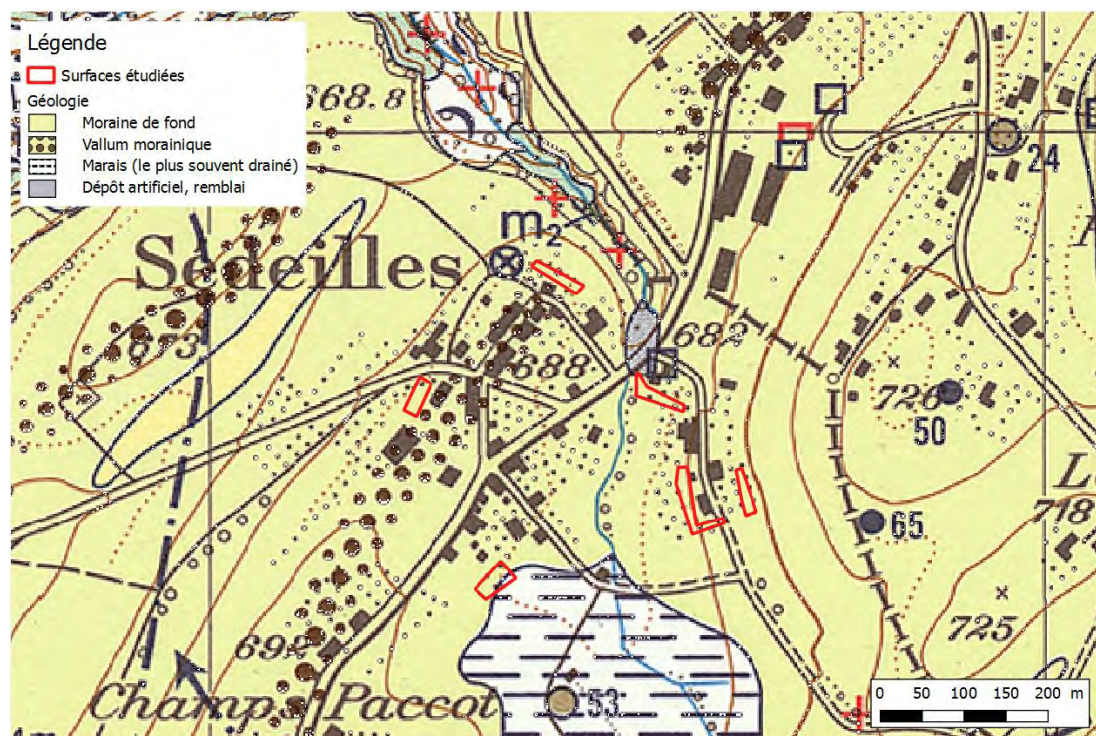 Légende
Surfaces étudiées
Géologie
Moraine de fond
Vallum morainique
Marais (le plus souvent drainé)
Dépôt artificiel, remblai
668.8
24
m2
Sédeilles
673
682
688
726
50
65
718
725
692
Champs Paccot
53
0 50 100 150 200 m